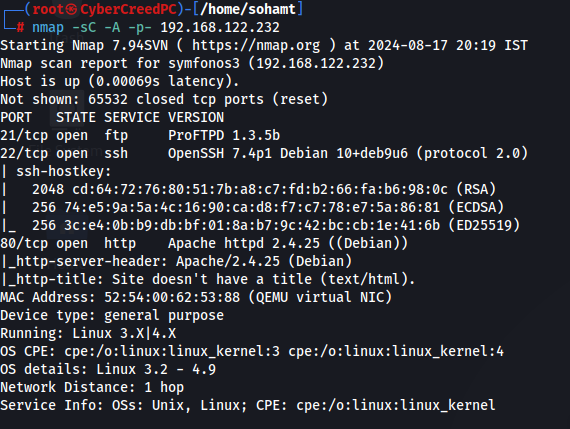 ┌──(root㉿CyberCreedPC)-[/home/sohamt]
└─# nmap -sC -A -p- 192.168.122.232
Starting Nmap 7.94SVN ( https://nmap.org ) at 2024-08-17 20:19 IST
Nmap scan report for symfonos3 (192.168.122.232)
Host is up (0.00069s latency).
Not shown: 65532 closed tcp ports (reset)
PORT   STATE SERVICE VERSION
21/tcp open  ftp     ProFTPD 1.3.5b
22/tcp open  ssh     OpenSSH 7.4p1 Debian 10+deb9u6 (protocol 2.0)
| ssh-hostkey:
|   2048 cd:64:72:76:80:51:7b:a8:c7:fd:b2:66:fa:b6:98:0c (RSA)
|   256 74:e5:9a:5a:4c:16:90:ca:d8:f7:c7:78:e7:5a:86:81 (ECDSA)
|_  256 3c:e4:0b:b9:db:bf:01:8a:b7:9c:42:bc:cb:1e:41:6b (ED25519)
80/tcp open  http    Apache httpd 2.4.25 ((Debian))
|_http-server-header: Apache/2.4.25 (Debian)
|_http-title: Site doesn't have a title (text/html).
MAC Address: 52:54:00:62:53:88 (QEMU virtual NIC)
Device type: general purpose
Running: Linux 3.X|4.X
OS CPE: cpe:/o:linux:linux_kernel:3 cpe:/o:linux:linux_kernel:4
OS details: Linux 3.2 - 4.9
Network Distance: 1 hop
Service Info: OSs: Unix, Linux; CPE: cpe:/o:linux:linux_kernel